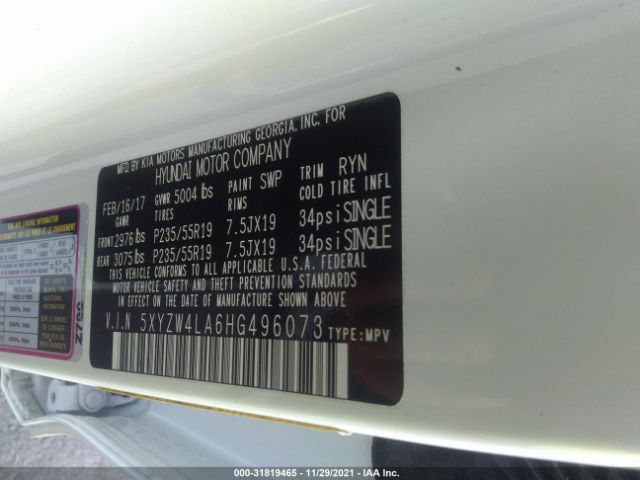 MFD BY KIA MOTORS MANUFACTURING GEORGIA, INC. FOR
HYUNDAI MOTOR COMPANY
FEB/16/17 GVWR 5004 lbs PAINT SWP TRIM RYN
GAWR TIRES RIMS COLD TIRE INFL
FRONT 2976 lbs P235/55R19 7.5JX19 34psi SINGLE
REAR 3075 lbs P235/55R19 7.5JX19 34psi SINGLE
THIS VEHICLE CONFORMS TO ALL APPLICABLE U.S.A. FEDERAL
MOTOR VEHICLE SAFETY AND THEFT PREVENTION STANDARDS
IN EFFECT ON THE DATE OF MANUFACTURE SHOWN ABOVE.
V.I.N 5XYZW4LA6HG496073 TYPE:MPV
TIRE AND LOADING INFORMATION
000-31819465 - 11/29/2021 - IAA Inc.